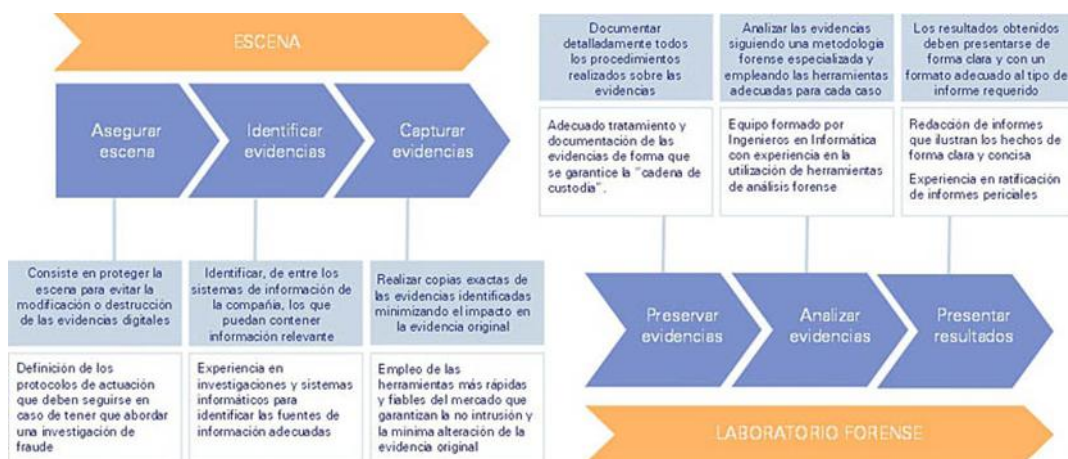 ESCENA
Asegurar
escena
Identificar
evidencias
Capturar
evidencias
Consiste en proteger la
escena para evitar la
modificación o destrucción
de las evidencias digitales
Definición de los
protocolos de actuación
que deben seguirse en
caso de tener que abordar
una investigación de
fraude
Identificar, de entre los
sistemas de información de
la compañía, los que
puedan contener
información relevante
Experiencia en
investigaciones y sistemas
informáticos para
identificar las fuentes de
información adecuadas
Realizar copias exactas de
las evidencias identificadas
minimizando el impacto en
la evidencia original
Empleo de las
herramientas más rápidas
y fiables del mercado que
garantizan la no intrusión y
la mínima alteración de la
evidencia original
Documentar
detalladamente todos
los procedimientos
realizados sobre las
evidencias
Adecuado tratamiento y
documentación de las
evidencias de forma que
se garantice la "cadena de
custodia".
Analizar las evidencias
siguiendo una metodología
forense especializada y
empleando las herramientas
adecuadas para cada caso
Equipo formado por
Ingenieros en Informática
con experiencia en la
utilización de herramientas
de análisis forense
Los resultados obtenidos
deben presentarse de
forma clara y con un
formato adecuado al tipo de
informe requerido
Redacción de informes
que ilustran los hechos de
forma clara y concisa
Experiencia en ratificación
de informes periciales
Preservar
evidencias
Analizar
evidencias
Presentar
resultados
LABORATORIO FORENSE